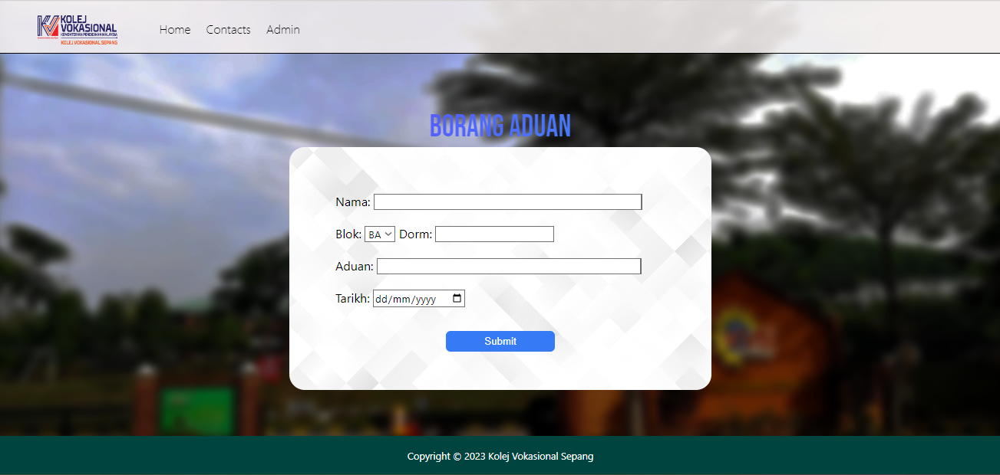 KOLEJ
VOKASIONAL
KEMENTERIAN PENDIDIKAN MALAYSIA
KOLEJ VOKASIONAL SEPANG
Home Contacts Admin
BORANG ADUAN
Nama:
Blok: BA Dorm:
Aduan:
Tarikh: dd/mm/yyyy
Submit
Copyright © 2023 Kolej Vokasional Sepang